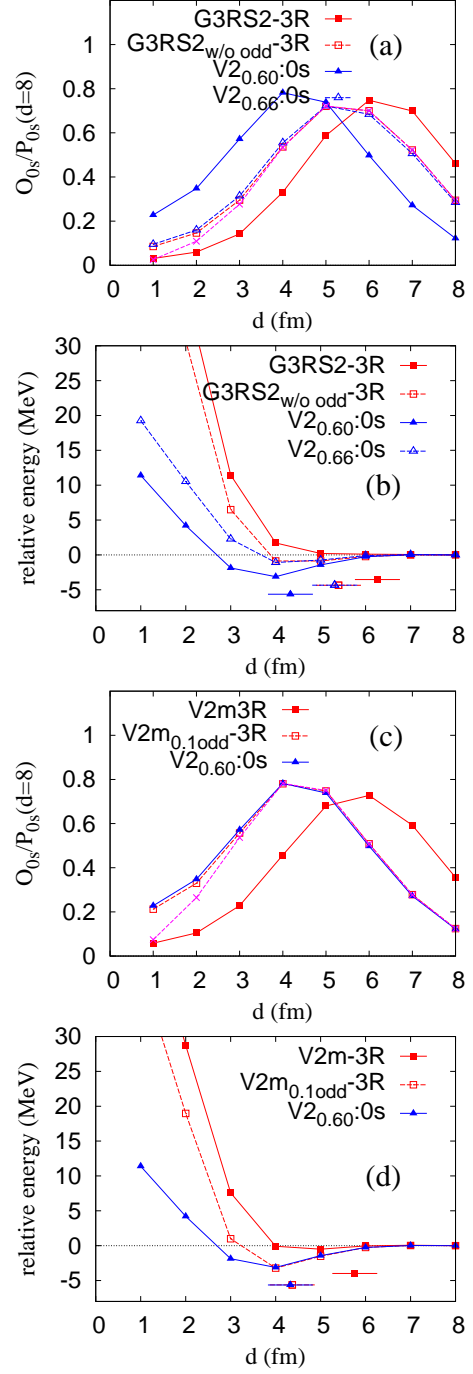 G3RS2-3R
G3RS2w/o odd-3R
(a)
V20.60:0s
V20.66:0s
O0s/P0s(d=8)
1
0.8
0.6
0.4
0.2
0
0 1 2 3 4 5 6 7 8
d (fm)
G3RS2-3R
G3RS2w/o odd-3R
V20.60:0s
V20.66:0s
(b)
relative energy (MeV)
30
25
20
15
10
5
0
-5
0 1 2 3 4 5 6 7 8
d (fm)
V2m3R
V2m0.1odd-3R
V20.60:0s
(c)
O0s/P0s(d=8)
1
0.8
0.6
0.4
0.2
0
0 1 2 3 4 5 6 7 8
d (fm)
V2m-3R
V2m0.1odd-3R
V20.60:0s
(d)
relative energy (MeV)
30
25
20
15
10
5
0
-5
0 1 2 3 4 5 6 7 8
d (fm)